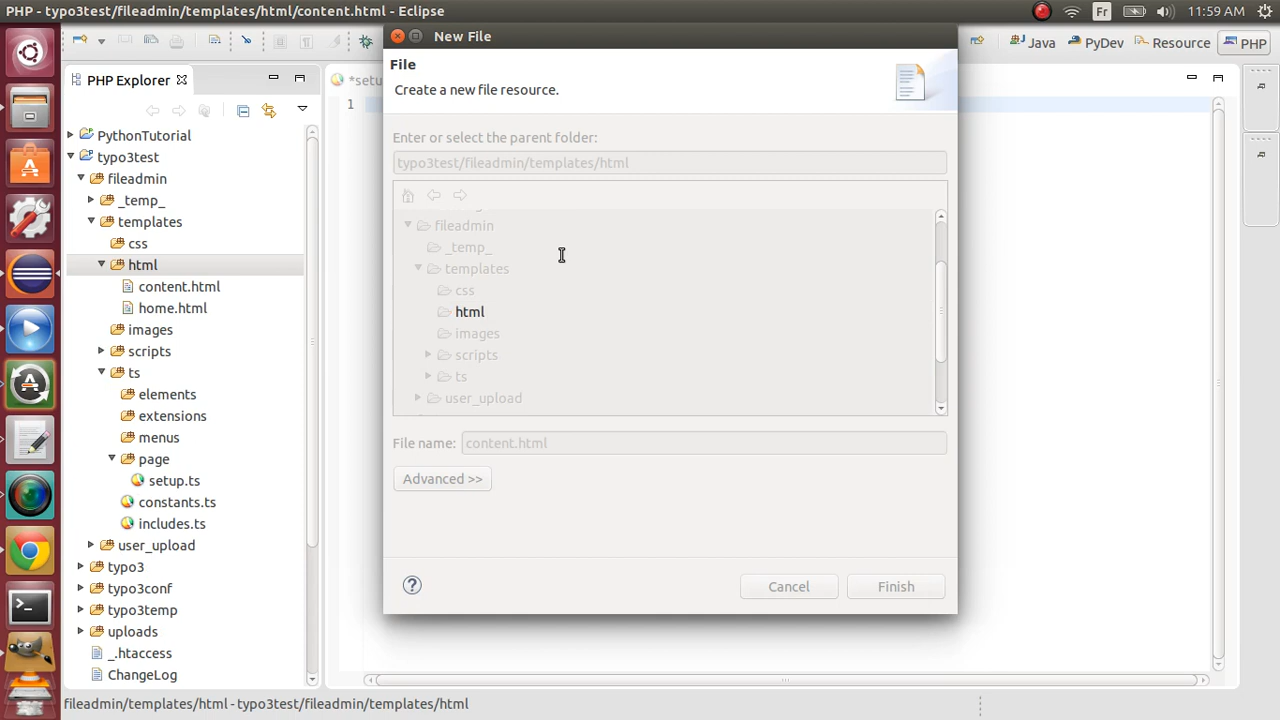 PHP - typo3test/fileadmin/templates/html/content.html - Eclipse
Fr
11:59 AM
New File
Java
PyDev
Resource
PHP
PHP Explorer
*setu
File
Create a new file resource.
1
PythonTutorial
typo3test
fileadmin
_temp_
templates
css
html
content.html
home.html
images
scripts
ts
elements
extensions
menus
page
setup.ts
constants.ts
includes.ts
user_upload
typo3
typo3conf
typo3temp
uploads
_.htaccess
ChangeLog
Enter or select the parent folder:
typo3test/fileadmin/templates/html
fileadmin
_temp_
templates
css
html
images
scripts
ts
user_upload
File name: content.html
Advanced >>
Cancel
Finish
fileadmin/templates/html - typo3test/fileadmin/templates/html